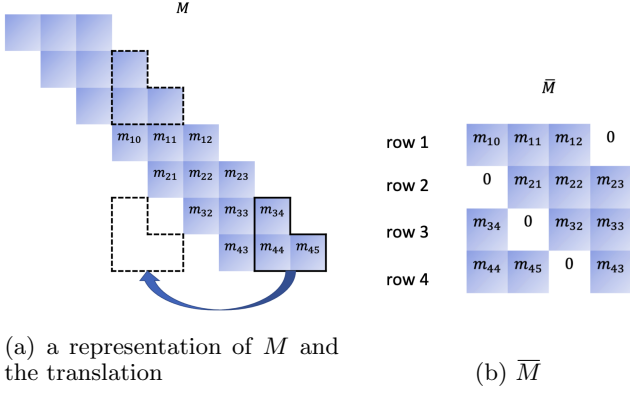 M
m₁₀ m₁₁ m₁₂
m₂₁ m₂₂ m₂₃
m₃₂ m₃₃ m₃₄
m₄₃ m₄₄ m₄₅
(a) a representation of M and
the translation
M̅
row 1 m₁₀ m₁₁ m₁₂ 0
row 2 0 m₂₁ m₂₂ m₂₃
row 3 m₃₄ 0 m₃₂ m₃₃
row 4 m₄₄ m₄₅ 0 m₄₃
(b) M̅